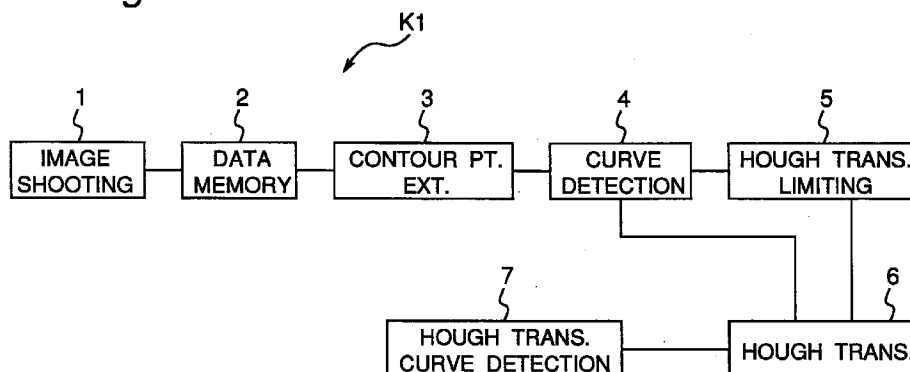 K1
1 2 3 4 5
IMAGE SHOOTING
DATA MEMORY
CONTOUR PT. EXT.
CURVE DETECTION
HOUGH TRANS. LIMITING
7 6
HOUGH TRANS. CURVE DETECTION
HOUGH TRANS.